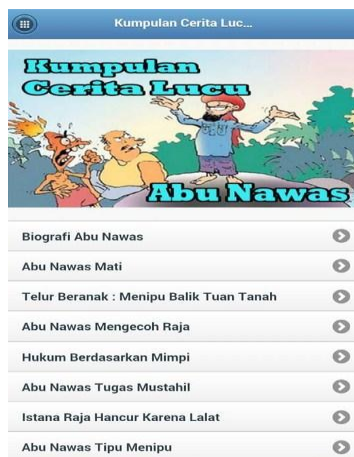 Kumpulan Cerita Luc...
Kumpulan
Cerita Lucu
Abu Nawas
Biografi Abu Nawas
Abu Nawas Mati
Telur Beranak : Menipu Balik Tuan Tanah
Abu Nawas Mengecoh Raja
Hukum Berdasarkan Mimpi
Abu Nawas Tugas Mustahil
Istana Raja Hancur Karena Lalat
Abu Nawas Tipu Menipu